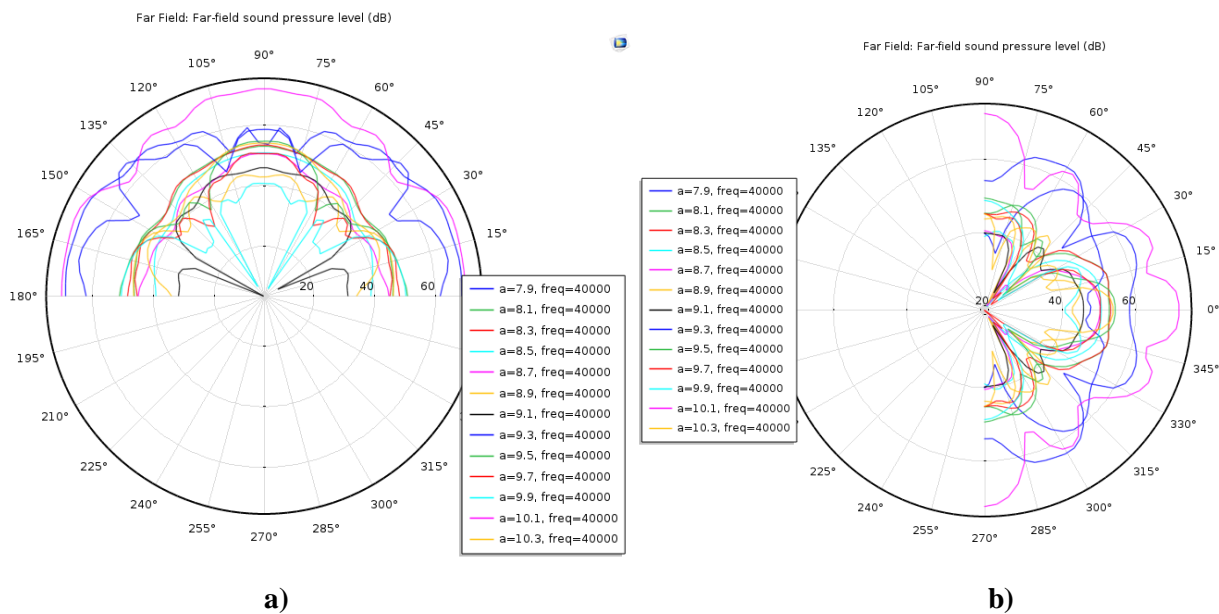 Far Field: Far-field sound pressure level (dB)
90°
105°
75°
120°
60°
135°
45°
150°
30°
165°
15°
180°
20
40
60
195°
210°
225°
315°
240°
300°
255°
285°
270°
a=7.9, freq=40000
a=8.1, freq=40000
a=8.3, freq=40000
a=8.5, freq=40000
a=8.7, freq=40000
a=8.9, freq=40000
a=9.1, freq=40000
a=9.3, freq=40000
a=9.5, freq=40000
a=9.7, freq=40000
a=9.9, freq=40000
a=10.1, freq=40000
a=10.3, freq=40000
a)
Far Field: Far-field sound pressure level (dB)
90°
105°
75°
120°
60°
135°
45°
30°
15°
20
40
60
0°
345°
330°
225°
315°
240°
300°
255°
285°
270°
a=7.9, freq=40000
a=8.1, freq=40000
a=8.3, freq=40000
a=8.5, freq=40000
a=8.7, freq=40000
a=8.9, freq=40000
a=9.1, freq=40000
a=9.3, freq=40000
a=9.5, freq=40000
a=9.7, freq=40000
a=9.9, freq=40000
a=10.1, freq=40000
a=10.3, freq=40000
b)